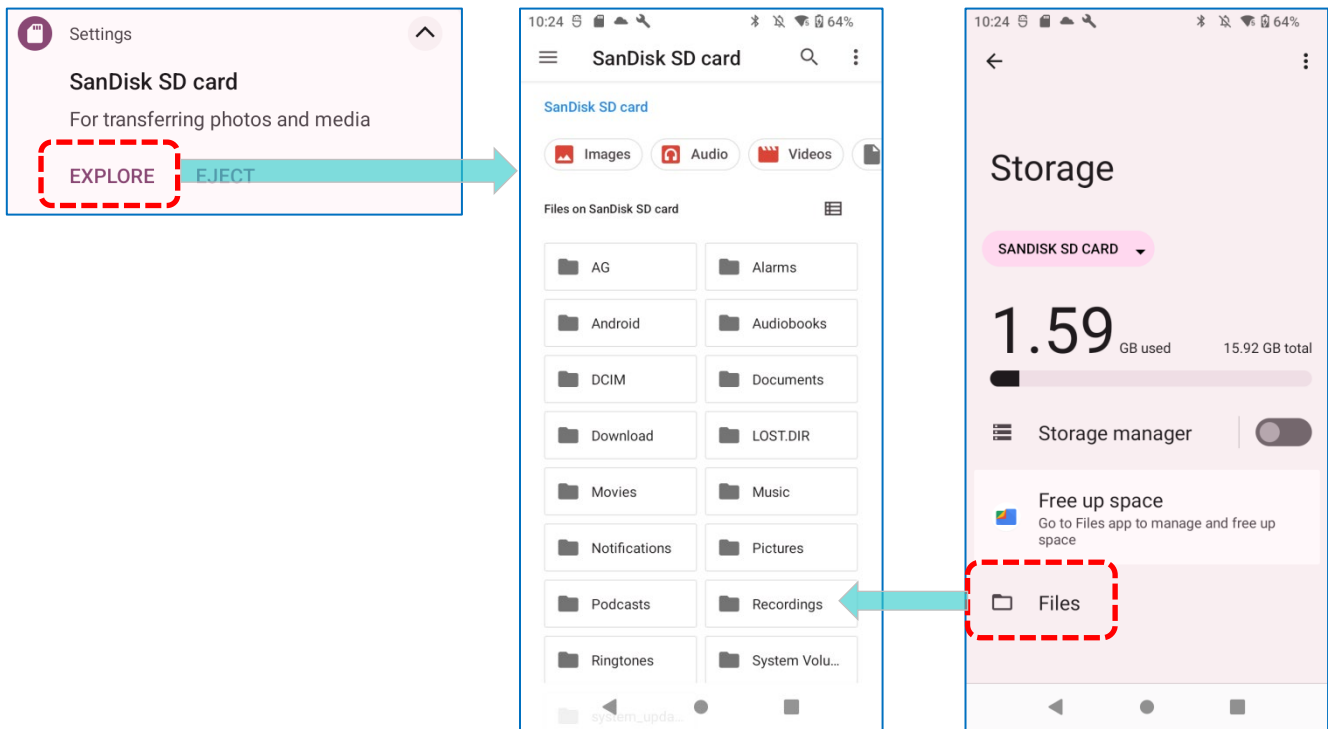 Settings
SanDisk SD card
For transferring photos and media
EXPLORE EJECT
10:24 64%
SanDisk SD card
SanDisk SD card
Images Audio Videos
Files on SanDisk SD card
AG Alarms
Android Audiobooks
DCIM Documents
Download LOST.DIR
Movies Music
Notifications Pictures
Podcasts Recordings
Ringtones System Volu...
system_upda...
10:24 64%
Storage
SANDISK SD CARD
1.59 GB used 15.92 GB total
Storage manager
Free up space
Go to Files app to manage and free up
space
Files